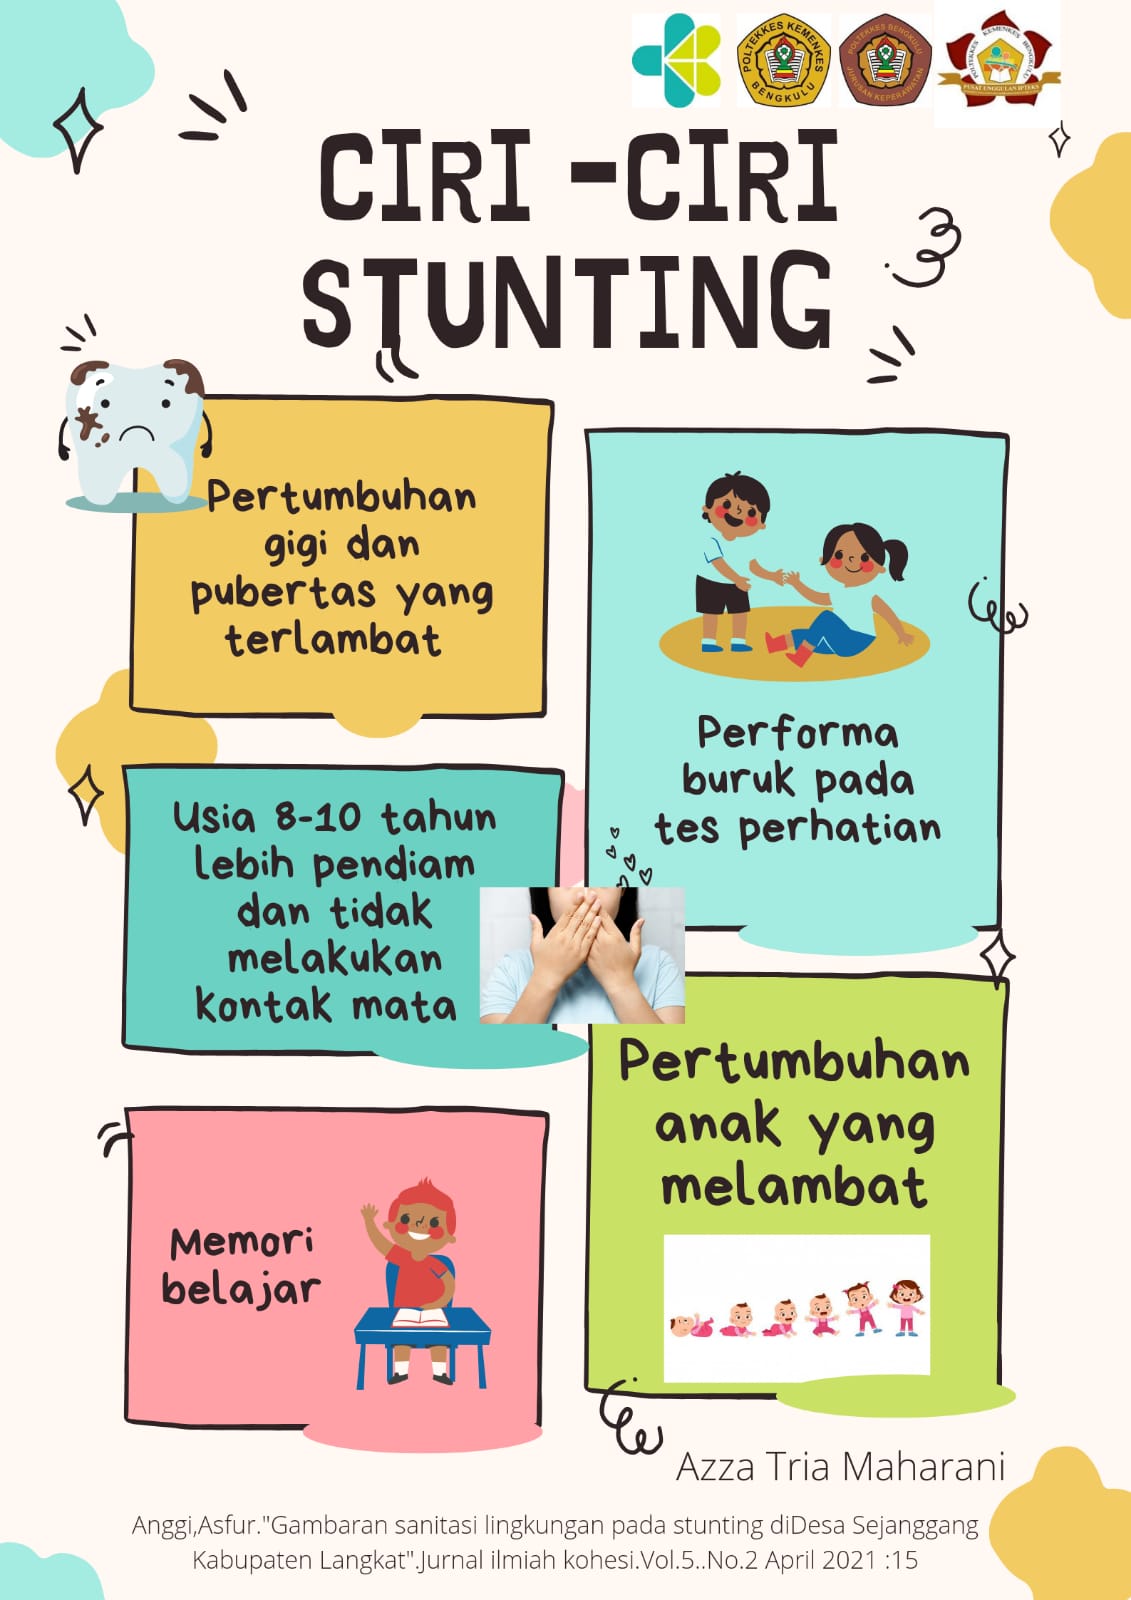 POLTEKKES KEMENKES
BENGKULU
POLTEKKES BENGKULU
JURUSAN KEPERAWATAN
POLTEKKES KEMENKES BENGKULU
PUSAT UNGGULAN IPTEKS
CIRI -CIRI
STUNTING
Pertumbuhan
gigi dan
pubertas yang
terlambat
Performa
buruk pada
tes perhatian
Usia 8-10 tahun
lebih pendiam
dan tidak
melakukan
kontak mata
Pertumbuhan
anak yang
melambat
Memori
belajar
Azza Tria Maharani
Anggi,Asfur."Gambaran sanitasi lingkungan pada stunting diDesa Sejanggang
Kabupaten Langkat".Jurnal ilmiah kohesi.Vol.5..No.2 April 2021 :15